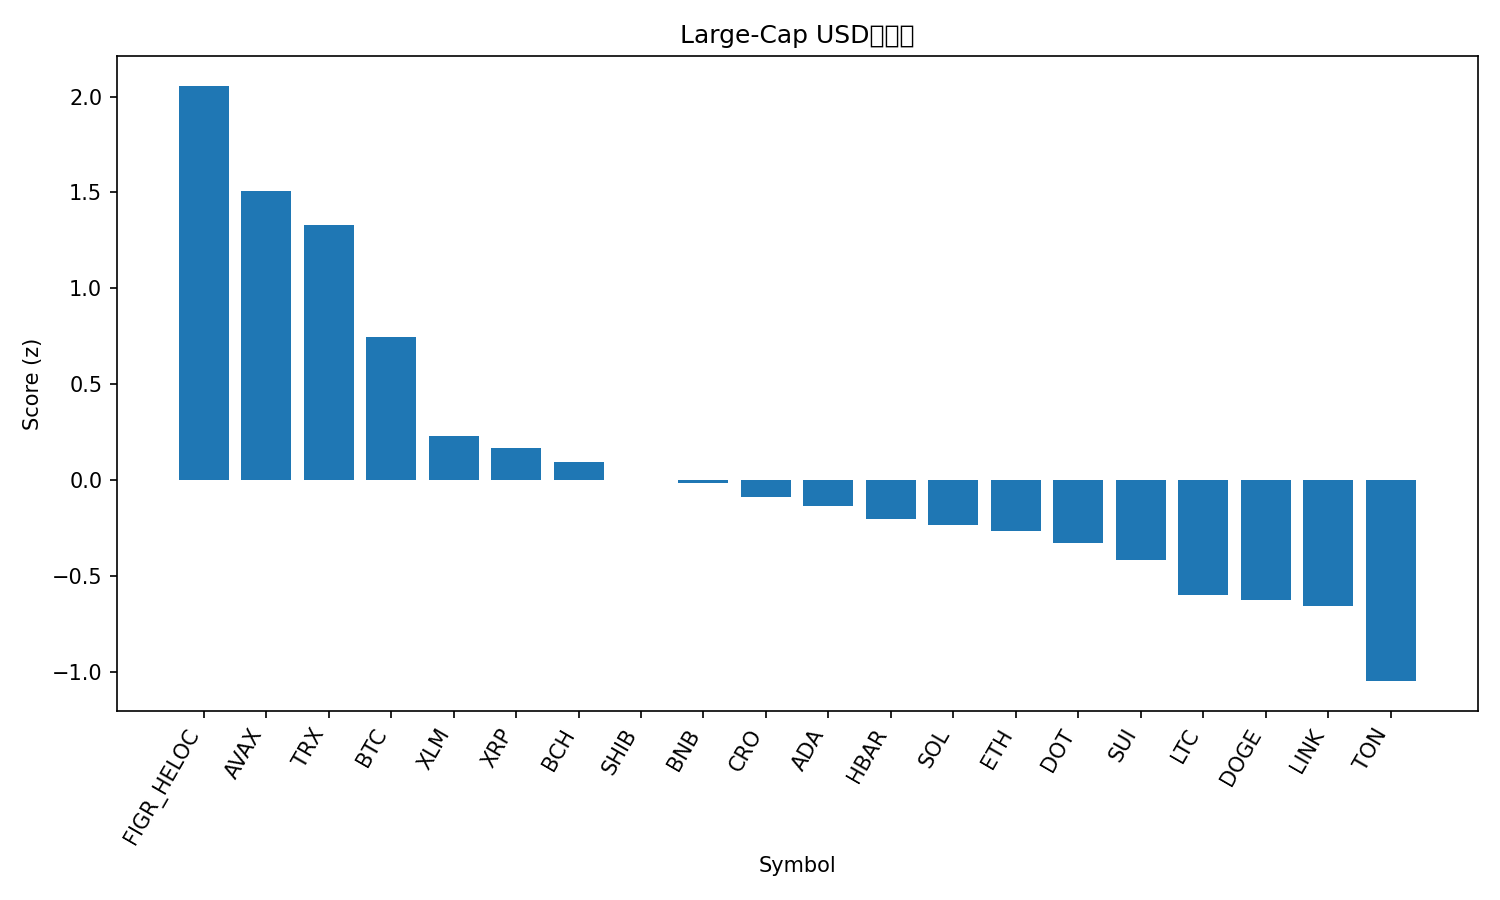 Large-Cap USD
Score (z)
2.0
1.5
1.0
0.5
0.0
−0.5
−1.0
FIGR_HELOC
AVAX
TRX
BTC
XLM
XRP
BCH
SHIB
BNB
CRO
ADA
HBAR
SOL
ETH
DOT
SUI
LTC
DOGE
LINK
TON
Symbol